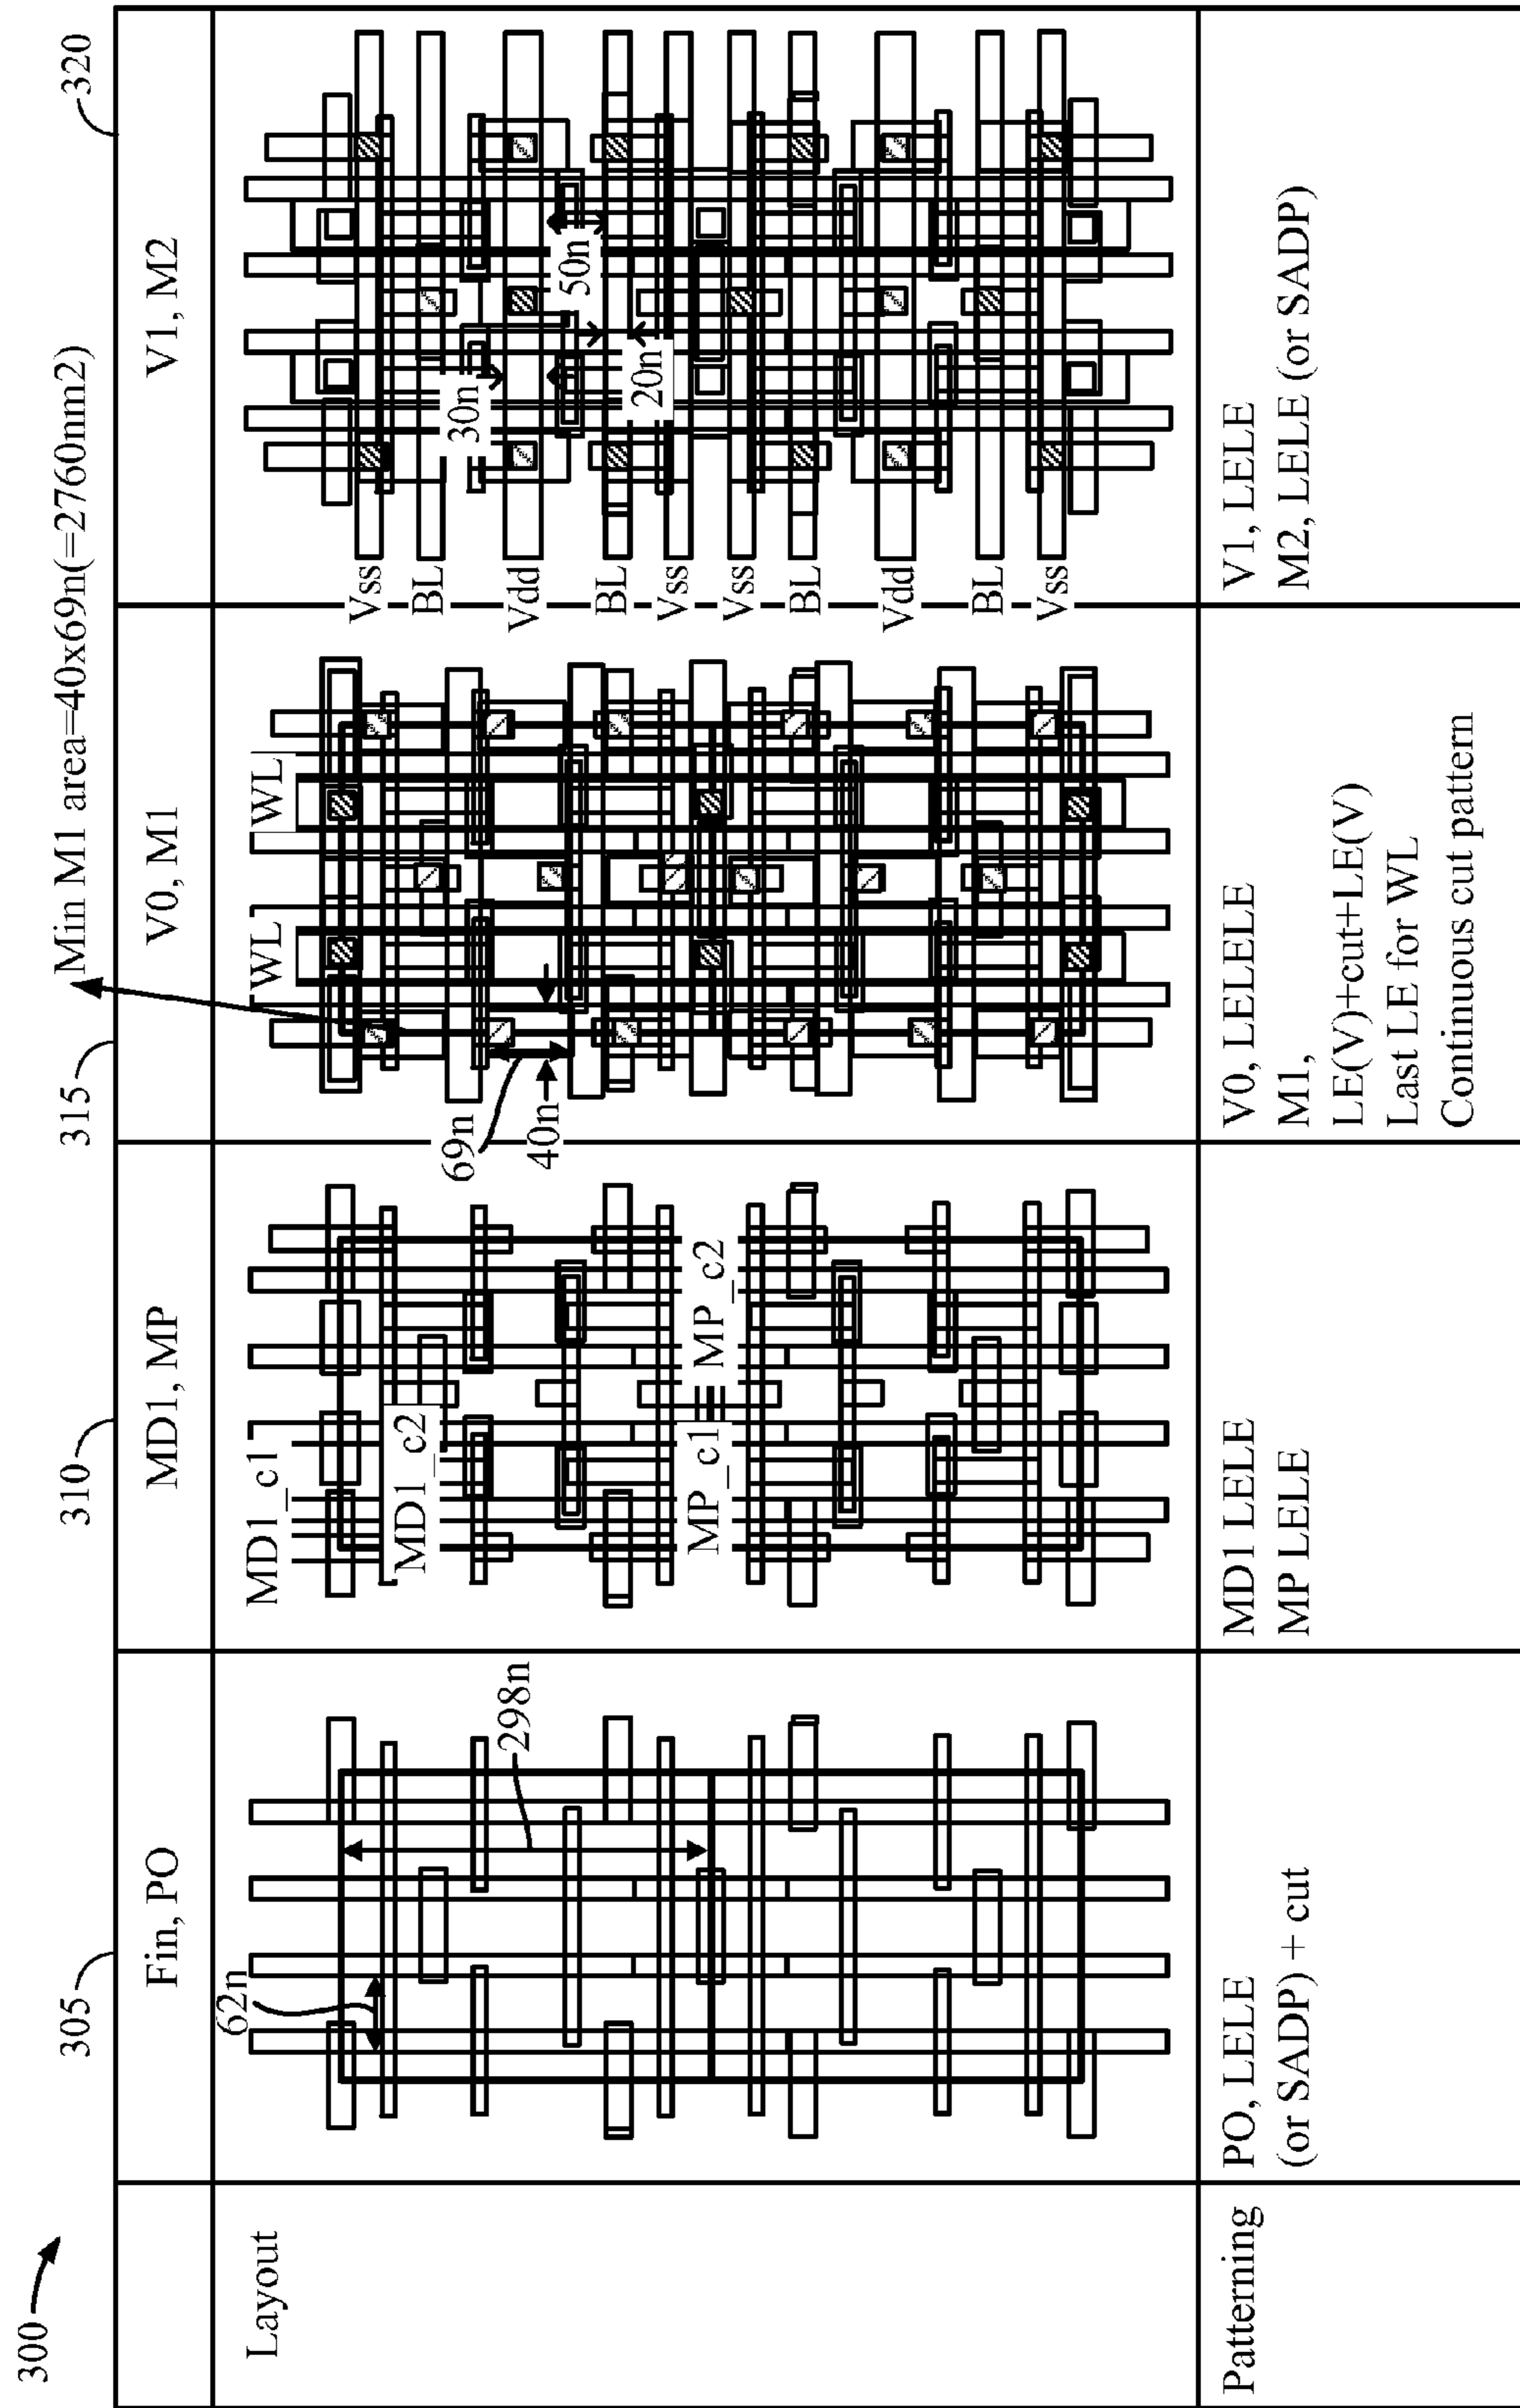 300
305
310
315
320
Min M1 area=40x69n(=2760nm2)
Fin, PO
MD1, MP
V0, M1
V1, M2
Layout
62n
298n
MD1_c1
MD1_c2
MP_c1
MP_c2
WL
WL
69n
40n
Vss
BL
Vdd
BL
Vss
Vss
BL
Vdd
BL
Vss
30n
50n
20n
Patterning
PO, LELE
(or SADP) + cut
MD1 LELE
MP LELE
V0, LELELE
M1,
LE(V)+cut+LE(V)
Last LE for WL
Continuous cut pattern
V1, LELE
M2, LELE (or SADP)